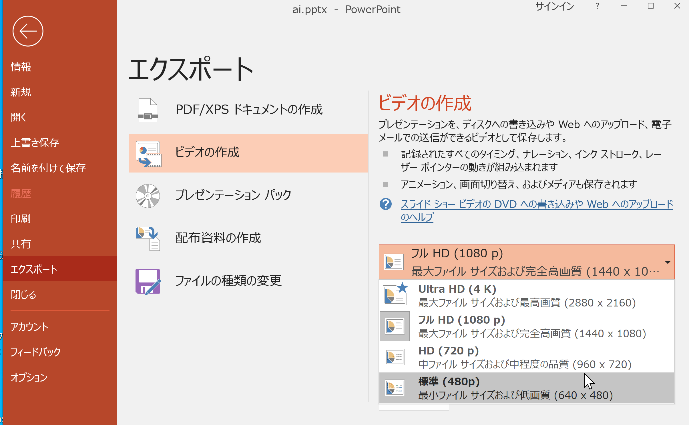 ai.pptx - PowerPoint
サインイン ?
情報
新規
開く
上書き保存
名前を付けて保存
履歴
印刷
共有
エクスポート
閉じる
アカウント
フィードバック
オプション
エクスポート
PDF/XPS ドキュメントの作成
ビデオの作成
プレゼンテーション パック
配布資料の作成
ファイルの種類の変更
ビデオの作成
プレゼンテーションを、ディスクへの書き込みや Web へのアップロード、電子
メールでの送信ができるビデオとして保存します。
記録されたすべてのタイミング、ナレーション、インク ストローク、レー
ザー ポインターの動きが組み込まれます
アニメーション、画面切り替え、およびメディアも保存されます
? スライド ショー ビデオの DVD への書き込みや Web へのアップロード
のヘルプ
フル HD (1080 p)
最大ファイル サイズおよび完全高画質 (1440 x 10…
Ultra HD (4 K)
最大ファイル サイズおよび最高画質 (2880 x 2160)
フル HD (1080 p)
最大ファイル サイズおよび完全高画質 (1440 x 1080)
HD (720 p)
中ファイル サイズおよび中程度の品質 (960 x 720)
標準 (480p)
最小ファイル サイズおよび低画質 (640 x 480)